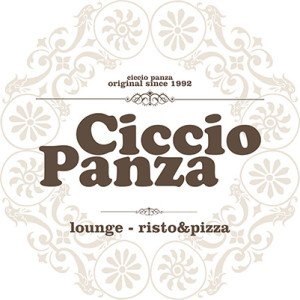 ciccio panza
original since 1992
Ciccio
Panza
lounge - risto&pizza